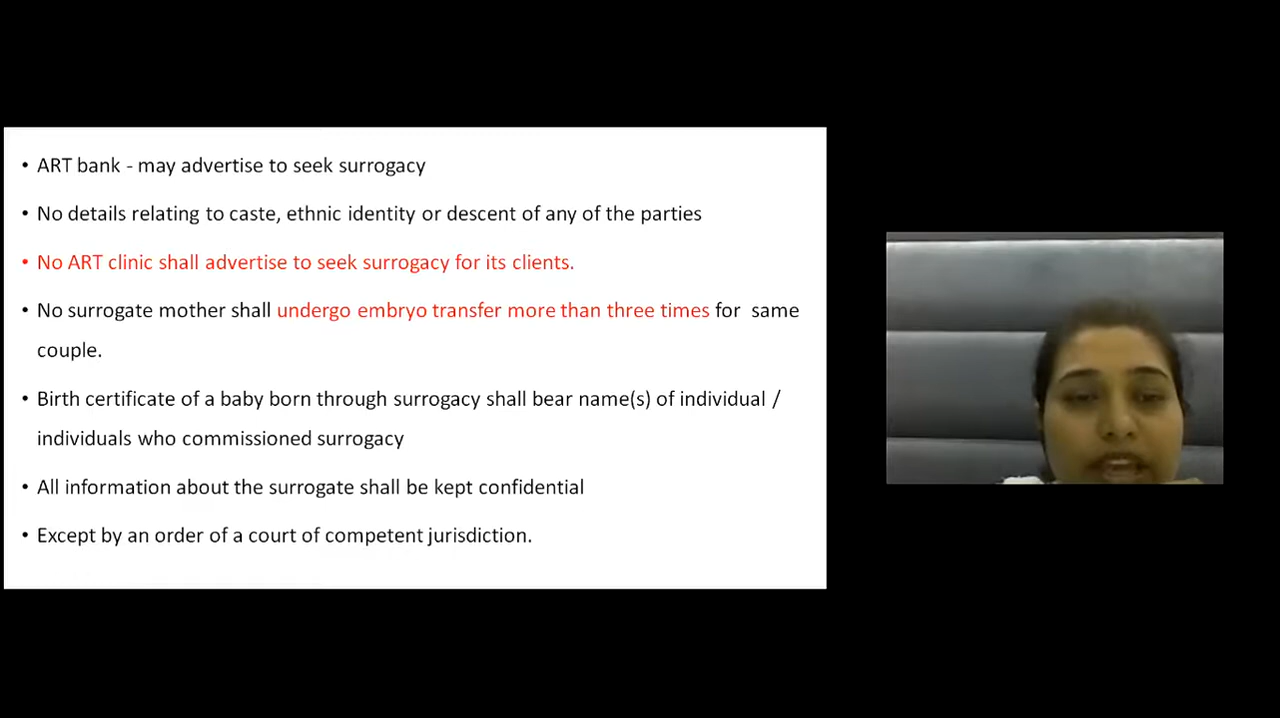 • ART bank - may advertise to seek surrogacy
• No details relating to caste, ethnic identity or descent of any of the parties
• No ART clinic shall advertise to seek surrogacy for its clients.
• No surrogate mother shall undergo embryo transfer more than three times for same
couple.
• Birth certificate of a baby born through surrogacy shall bear name(s) of individual /
individuals who commissioned surrogacy
• All information about the surrogate shall be kept confidential
• Except by an order of a court of competent jurisdiction.